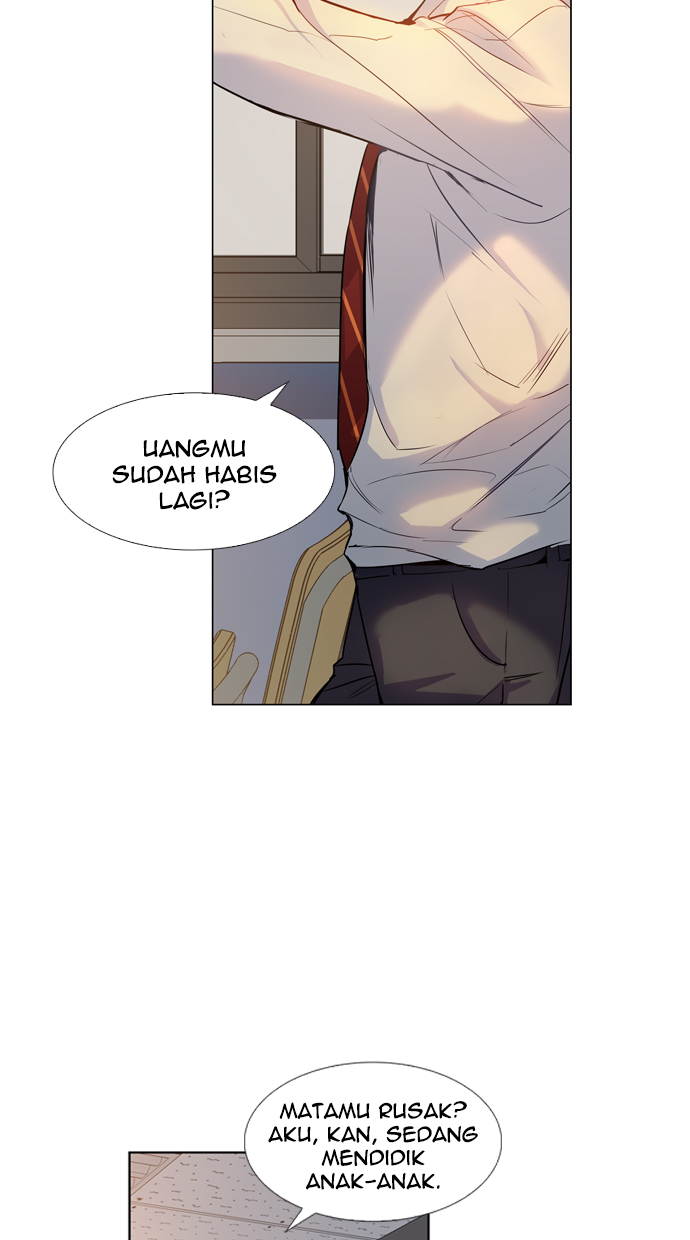 UANGMU
SUDAH HABIS
LAGI?
MATAMU RUSAK?
AKU, KAN, SEDANG
MENDIDIK
ANAK-ANAK.